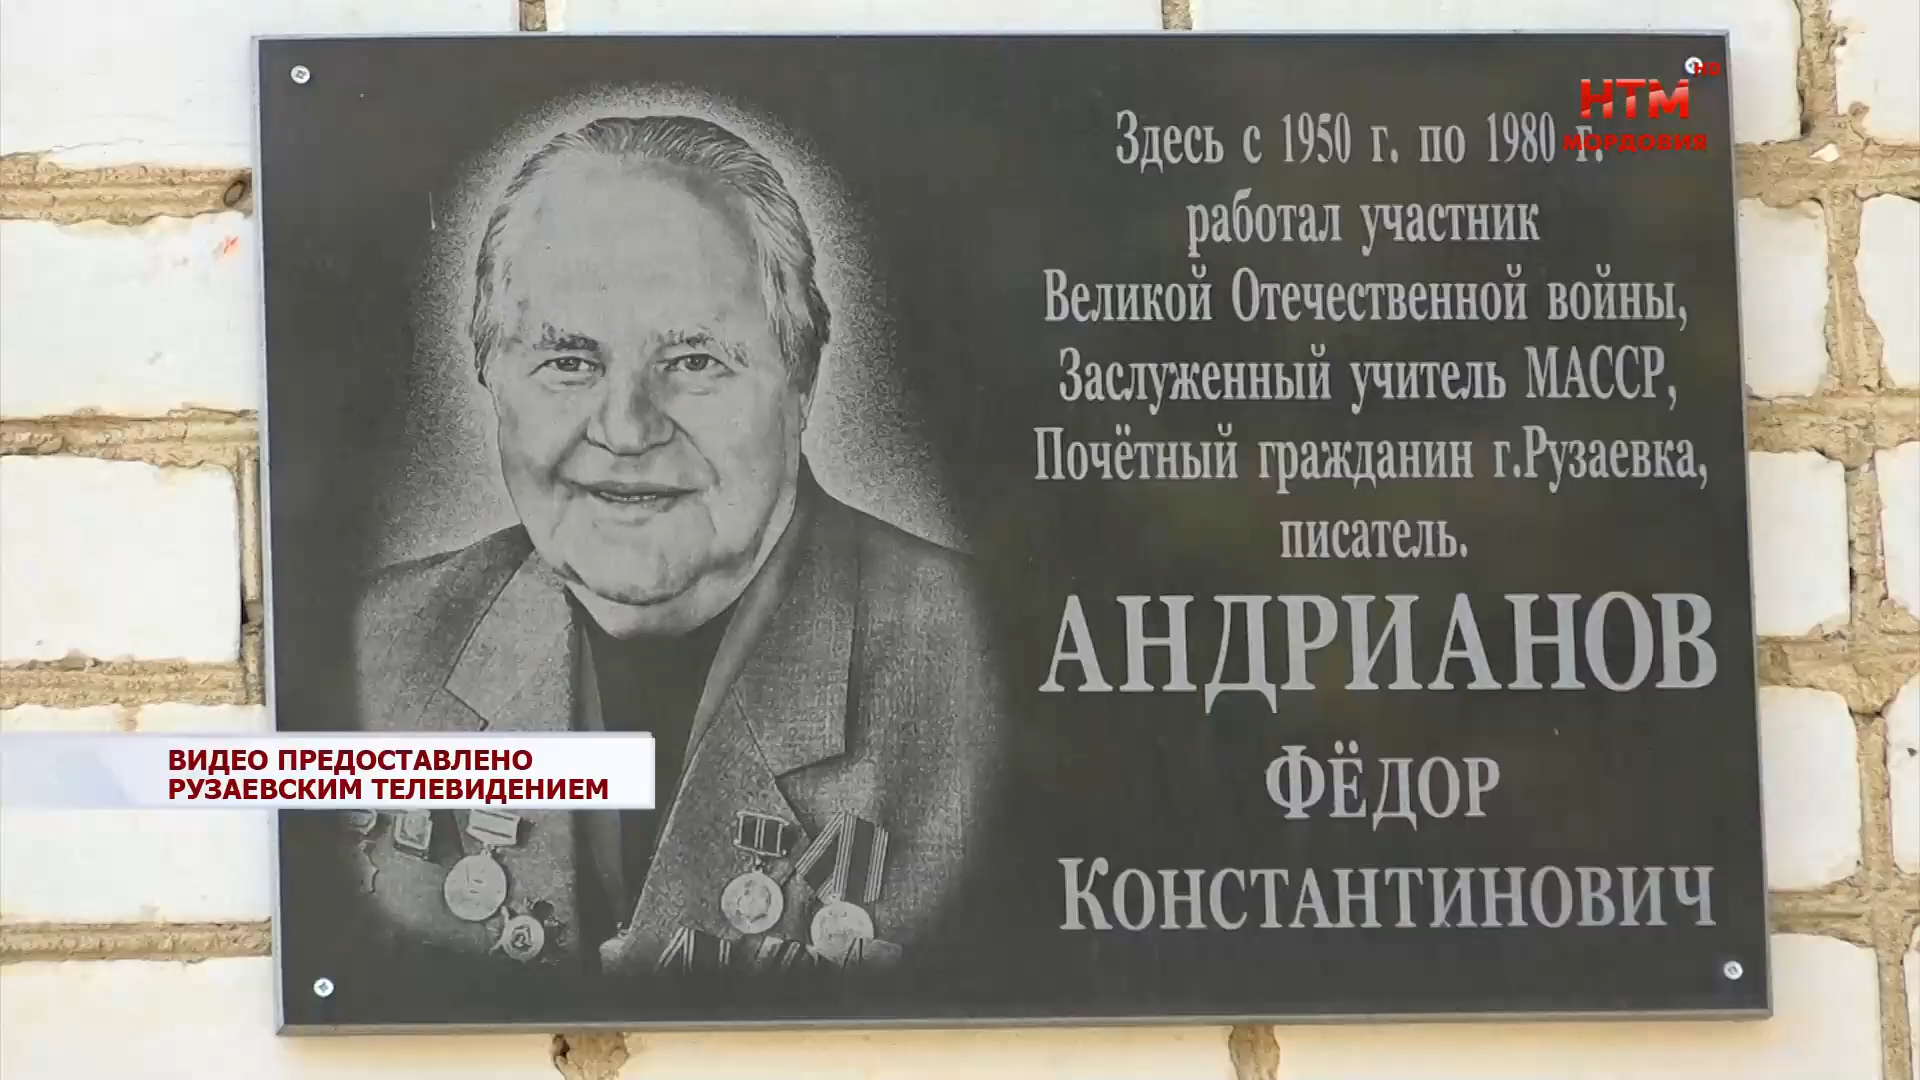 НТМ HD
МОРДОВИЯ
Здесь с 1950 г. по 1980 г.
работал участник
Великой Отечественной войны,
Заслуженный учитель МАССР,
Почётный гражданин г.Рузаевка,
писатель.
АНДРИАНОВ
ФЁДОР
КОНСТАНТИНОВИЧ
ВИДЕО ПРЕДОСТАВЛЕНО
РУЗАЕВСКИМ ТЕЛЕВИДЕНИЕМ